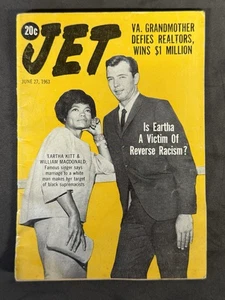 20c
JET
JUNE 27, 1963
VA. GRANDMOTHER
DEFIES REALTORS,
WINS $1 MILLION
Is Eartha
A Victim Of
Reverse Racism?
EARTHA KITT &
WILLIAM MACDONALD:
Famous singer says
marriage to a white
man makes her target
of black supremacists